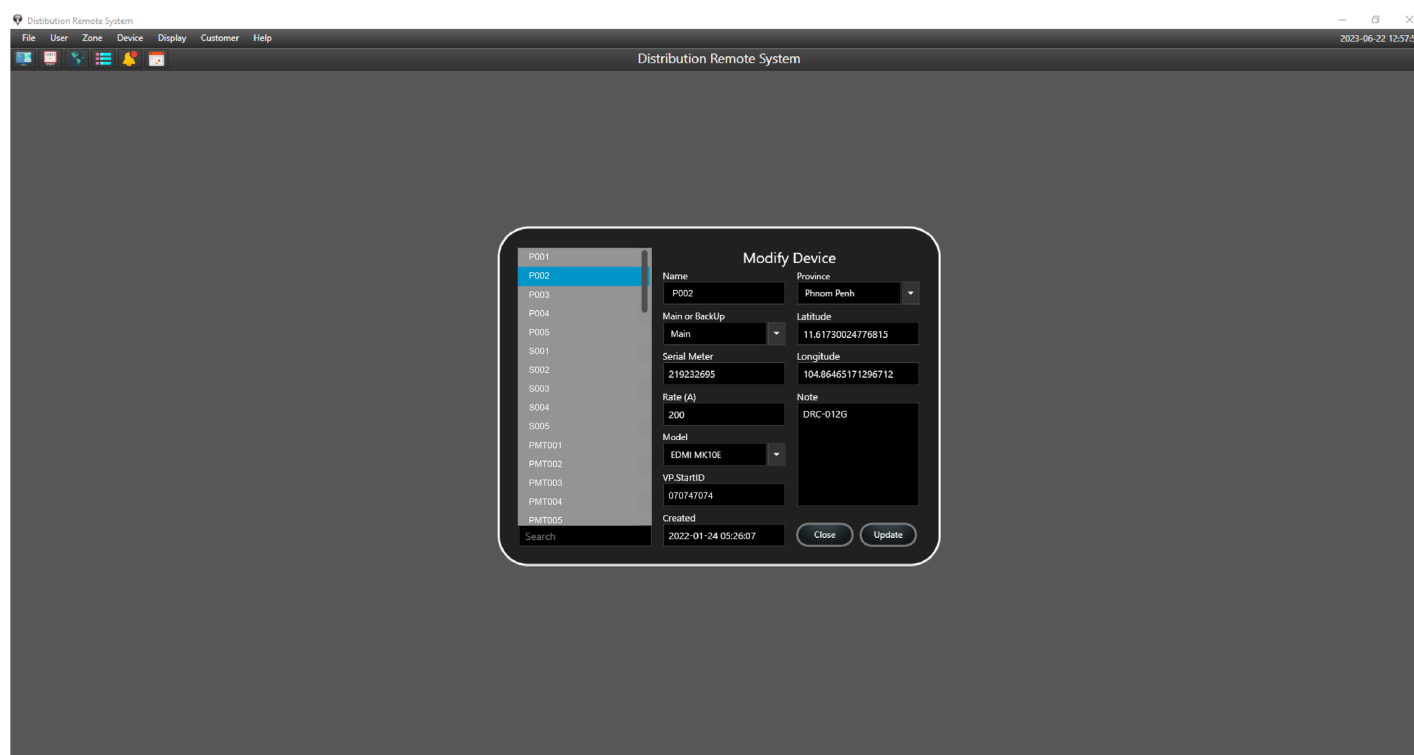 Distibution Remote System
File User Zone Device Display Customer Help
2023-06-22 12:57:5
Distribution Remote System
P001
P002
P003
P004
P005
S001
S002
S003
S004
S005
PMT001
PMT002
PMT003
PMT004
PMT005
Search
Modify Device
Name
P002
Main or BackUp
Main
Serial Meter
219232695
Rate (A)
200
Model
EDMI MK10E
VP.StartID
070747074
Created
2022-01-24 05:26:07
Province
Phnom Penh
Latitude
11.61730024776815
Longitude
104.86465171296712
Note
DRC-012G
Close Update